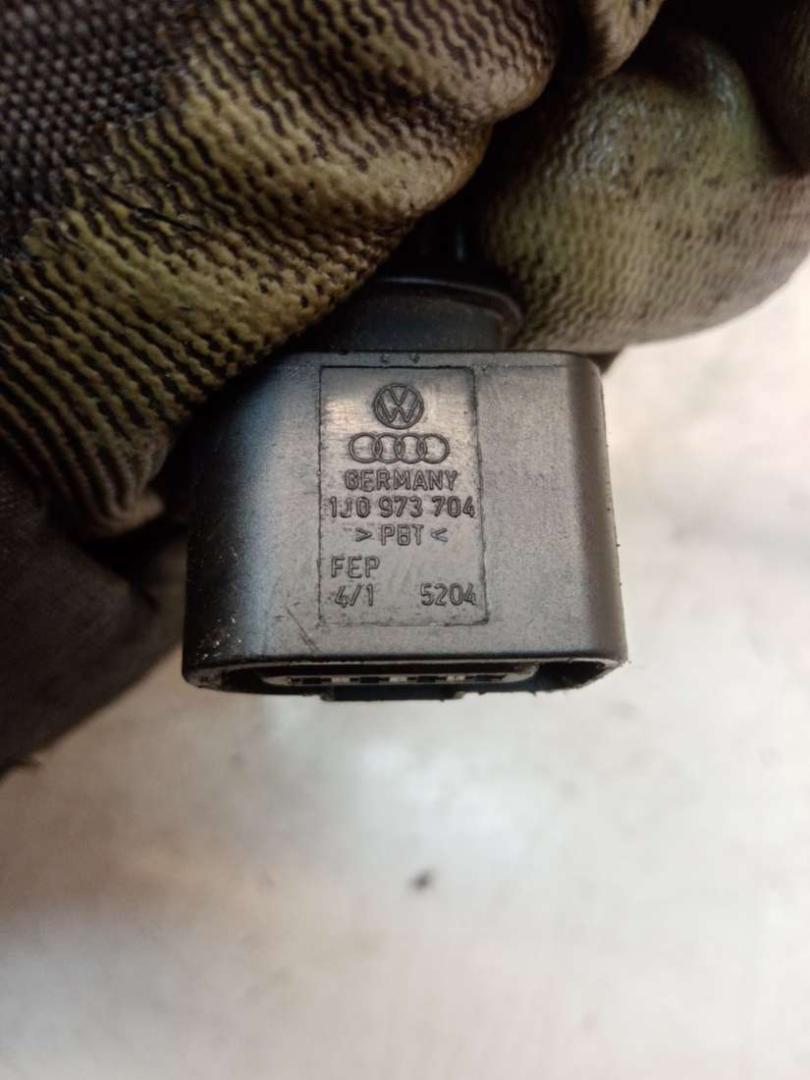 GERMANY
1J0 973 704
>PBT<
FEP
4/1 5204